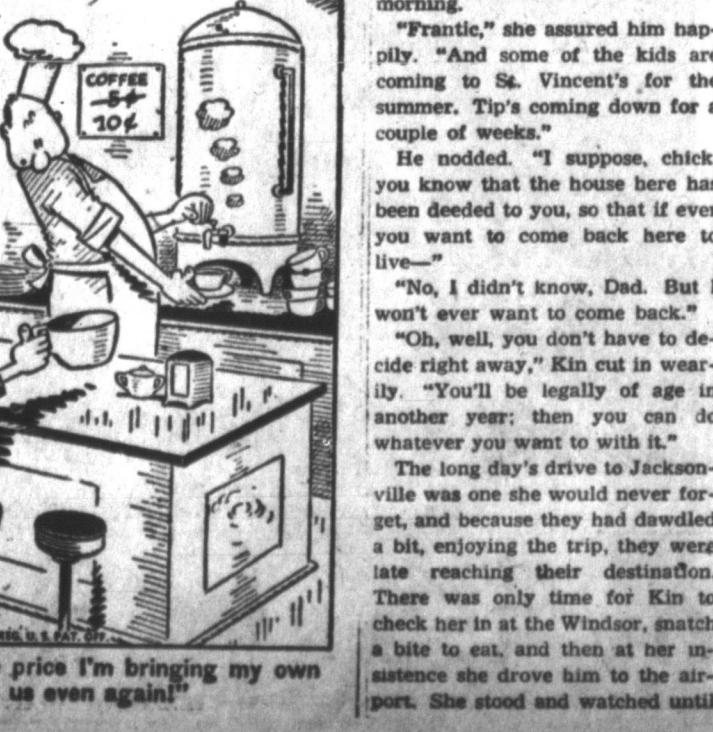 COFFEE
5¢
10¢
REG. U. S. PAT. OFF.
price I'm bringing my own
us even again!"
morning.
"Frantic," she assured him hap-
pily. "And some of the kids are
coming to St. Vincent's for the
summer. Tip's coming down for a
couple of weeks."
He nodded. "I suppose, chick
you know that the house here has
been deeded to you, so that if ever
you want to come back here to
live—"
"No, I didn't know, Dad. But I
won't ever want to come back."
"Oh, well, you don't have to de-
cide right away," Kin cut in wear-
ily. "You'll be legally of age in
another year; then you can do
whatever you want to with it."
The long day's drive to Jackson-
ville was one she would never for-
get, and because they had dawdled
a bit, enjoying the trip, they were
late reaching their destination.
There was only time for Kin to
check her in at the Windsor, snatch
a bite to eat, and then at her in-
sistence she drove him to the air-
port. She stood and watched until